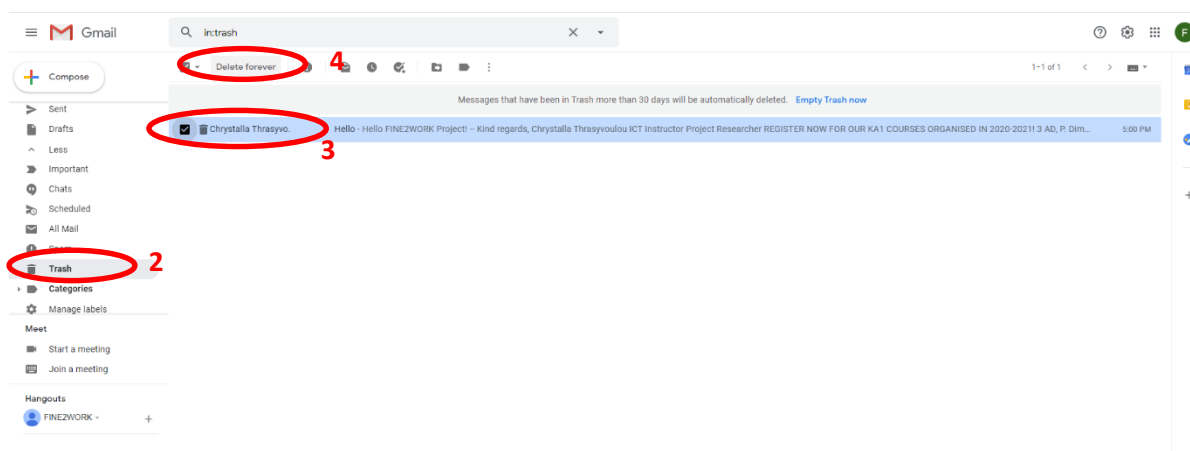 Gmail
in:trash
4
Delete forever
1–1 of 1
Compose
Messages that have been in Trash more than 30 days will be automatically deleted. Empty Trash now
Sent
Drafts
Chrystalla Thrasyvo. Hello - Hello FINE2WORK Project! – Kind regards, Chrystalla Thrasyvoulou ICT Instructor Project Researcher REGISTER NOW FOR OUR KA1 COURSES ORGANISED IN 2020-2021! 3 AD, P. Dim... 5:00 PM
3
Less
Important
Chats
Scheduled
All Mail
2
Trash
Categories
Manage labels
Meet
Start a meeting
Join a meeting
Hangouts
FINE2WORK
F